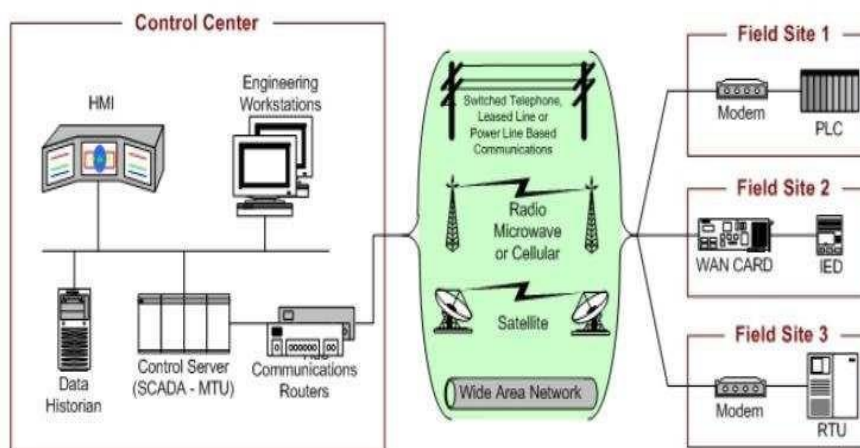 Control Center
HMI
Engineering
Workstations
Data
Historian
Control Server
(SCADA - MTU)
Communications
Routers
Switched Telephone,
Leased Line or
Power Line Based
Communications
Radio
Microwave
or Cellular
Satellite
Wide Area Network
Field Site 1
Modem
PLC
Field Site 2
WAN CARD
IED
Field Site 3
Modem
RTU